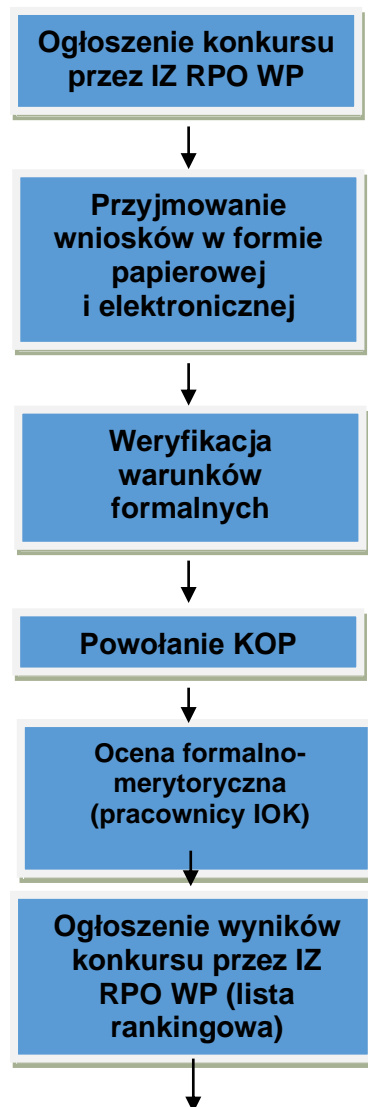 Ogłoszenie konkursu
przez IZ RPO WP
Przyjmowanie
wniosków w formie
papierowej
i elektronicznej
Weryfikacja
warunków
formalnych
Powołanie KOP
Ocena formalno-
merytoryczna
(pracownicy IOK)
Ogłoszenie wyników
konkursu przez IZ
RPO WP (lista
rankingowa)